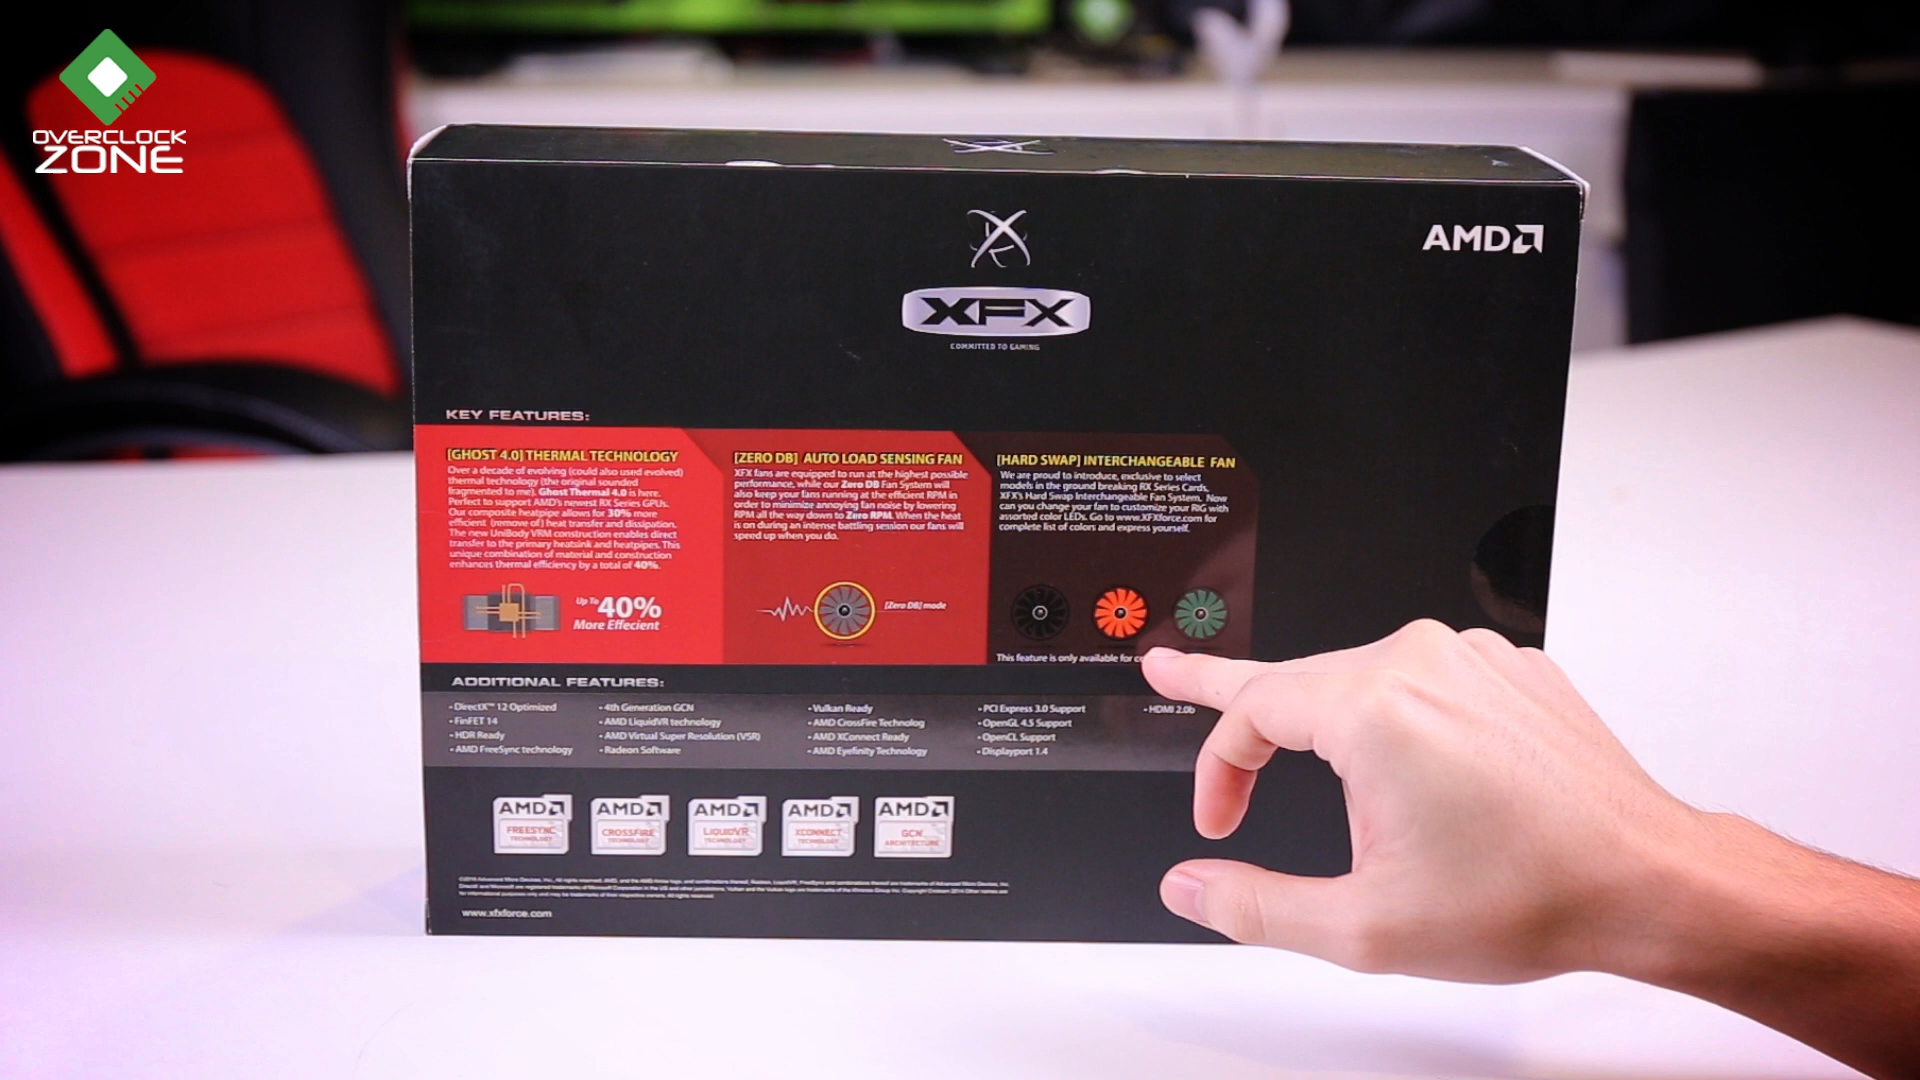 OVERCLOCK
ZONE
AMD
XFX
COMMITTED TO GAMING
KEY FEATURES:
[GHOST 4.0] THERMAL TECHNOLOGY
Over a decade of evolving (could also used evolved)
thermal technology (the original sounded
fragmented to me), Ghost Thermal 4.0 is here.
Perfect to support AMD's newest RX Series GPUs.
Our composite heatpipe allows for 30% more
efficient (remove of) heat transfer and dissipation.
The new UniBody VRM construction enables direct
transfer to the primary heatsink and heatpipes. This
unique combination of material and construction
enhances thermal efficiency by a total of 40%.
Up To 40%
More Effecient
[ZERO DB] AUTO LOAD SENSING FAN
XFX fans are equipped to run at the highest possible
performance, while our Zero DB Fan System will
also keep your fans running at the efficient RPM in
order to minimize annoying fan noise by lowering
RPM all the way down to Zero RPM. When the heat
is on during an intense battling session our fans will
speed up when you do.
[Zero DB] mode
[HARD SWAP] INTERCHANGEABLE FAN
We are proud to introduce, exclusive to select
models in the ground breaking RX Series Cards,
XFX's Hard Swap Interchangeable Fan System. Now
can you change your fan to customize your RIG with
assorted color LEDs. Go to www.XFXforce.com for
complete list of colors and express yourself.
This feature is only available for ce
ADDITIONAL FEATURES:
• DirectX™ 12 Optimized
• FinFET 14
• HDR Ready
• AMD FreeSync technology
• 4th Generation GCN
• AMD LiquidVR technology
• AMD Virtual Super Resolution (VSR)
• Radeon Software
• Vulkan Ready
• AMD CrossFire Technolog
• AMD XConnect Ready
• AMD Eyefinity Technology
• PCI Express 3.0 Support
• OpenGL 4.5 Support
• OpenCL Support
• Displayport 1.4
• HDMI 2.0b
AMD
FREESYNC
TECHNOLOGY
AMD
CROSSFIRE
TECHNOLOGY
AMD
LIQUIDVR
TECHNOLOGY
AMD
XCONNECT
TECHNOLOGY
AMD
GCN
ARCHITECTURE
www.xfxforce.com